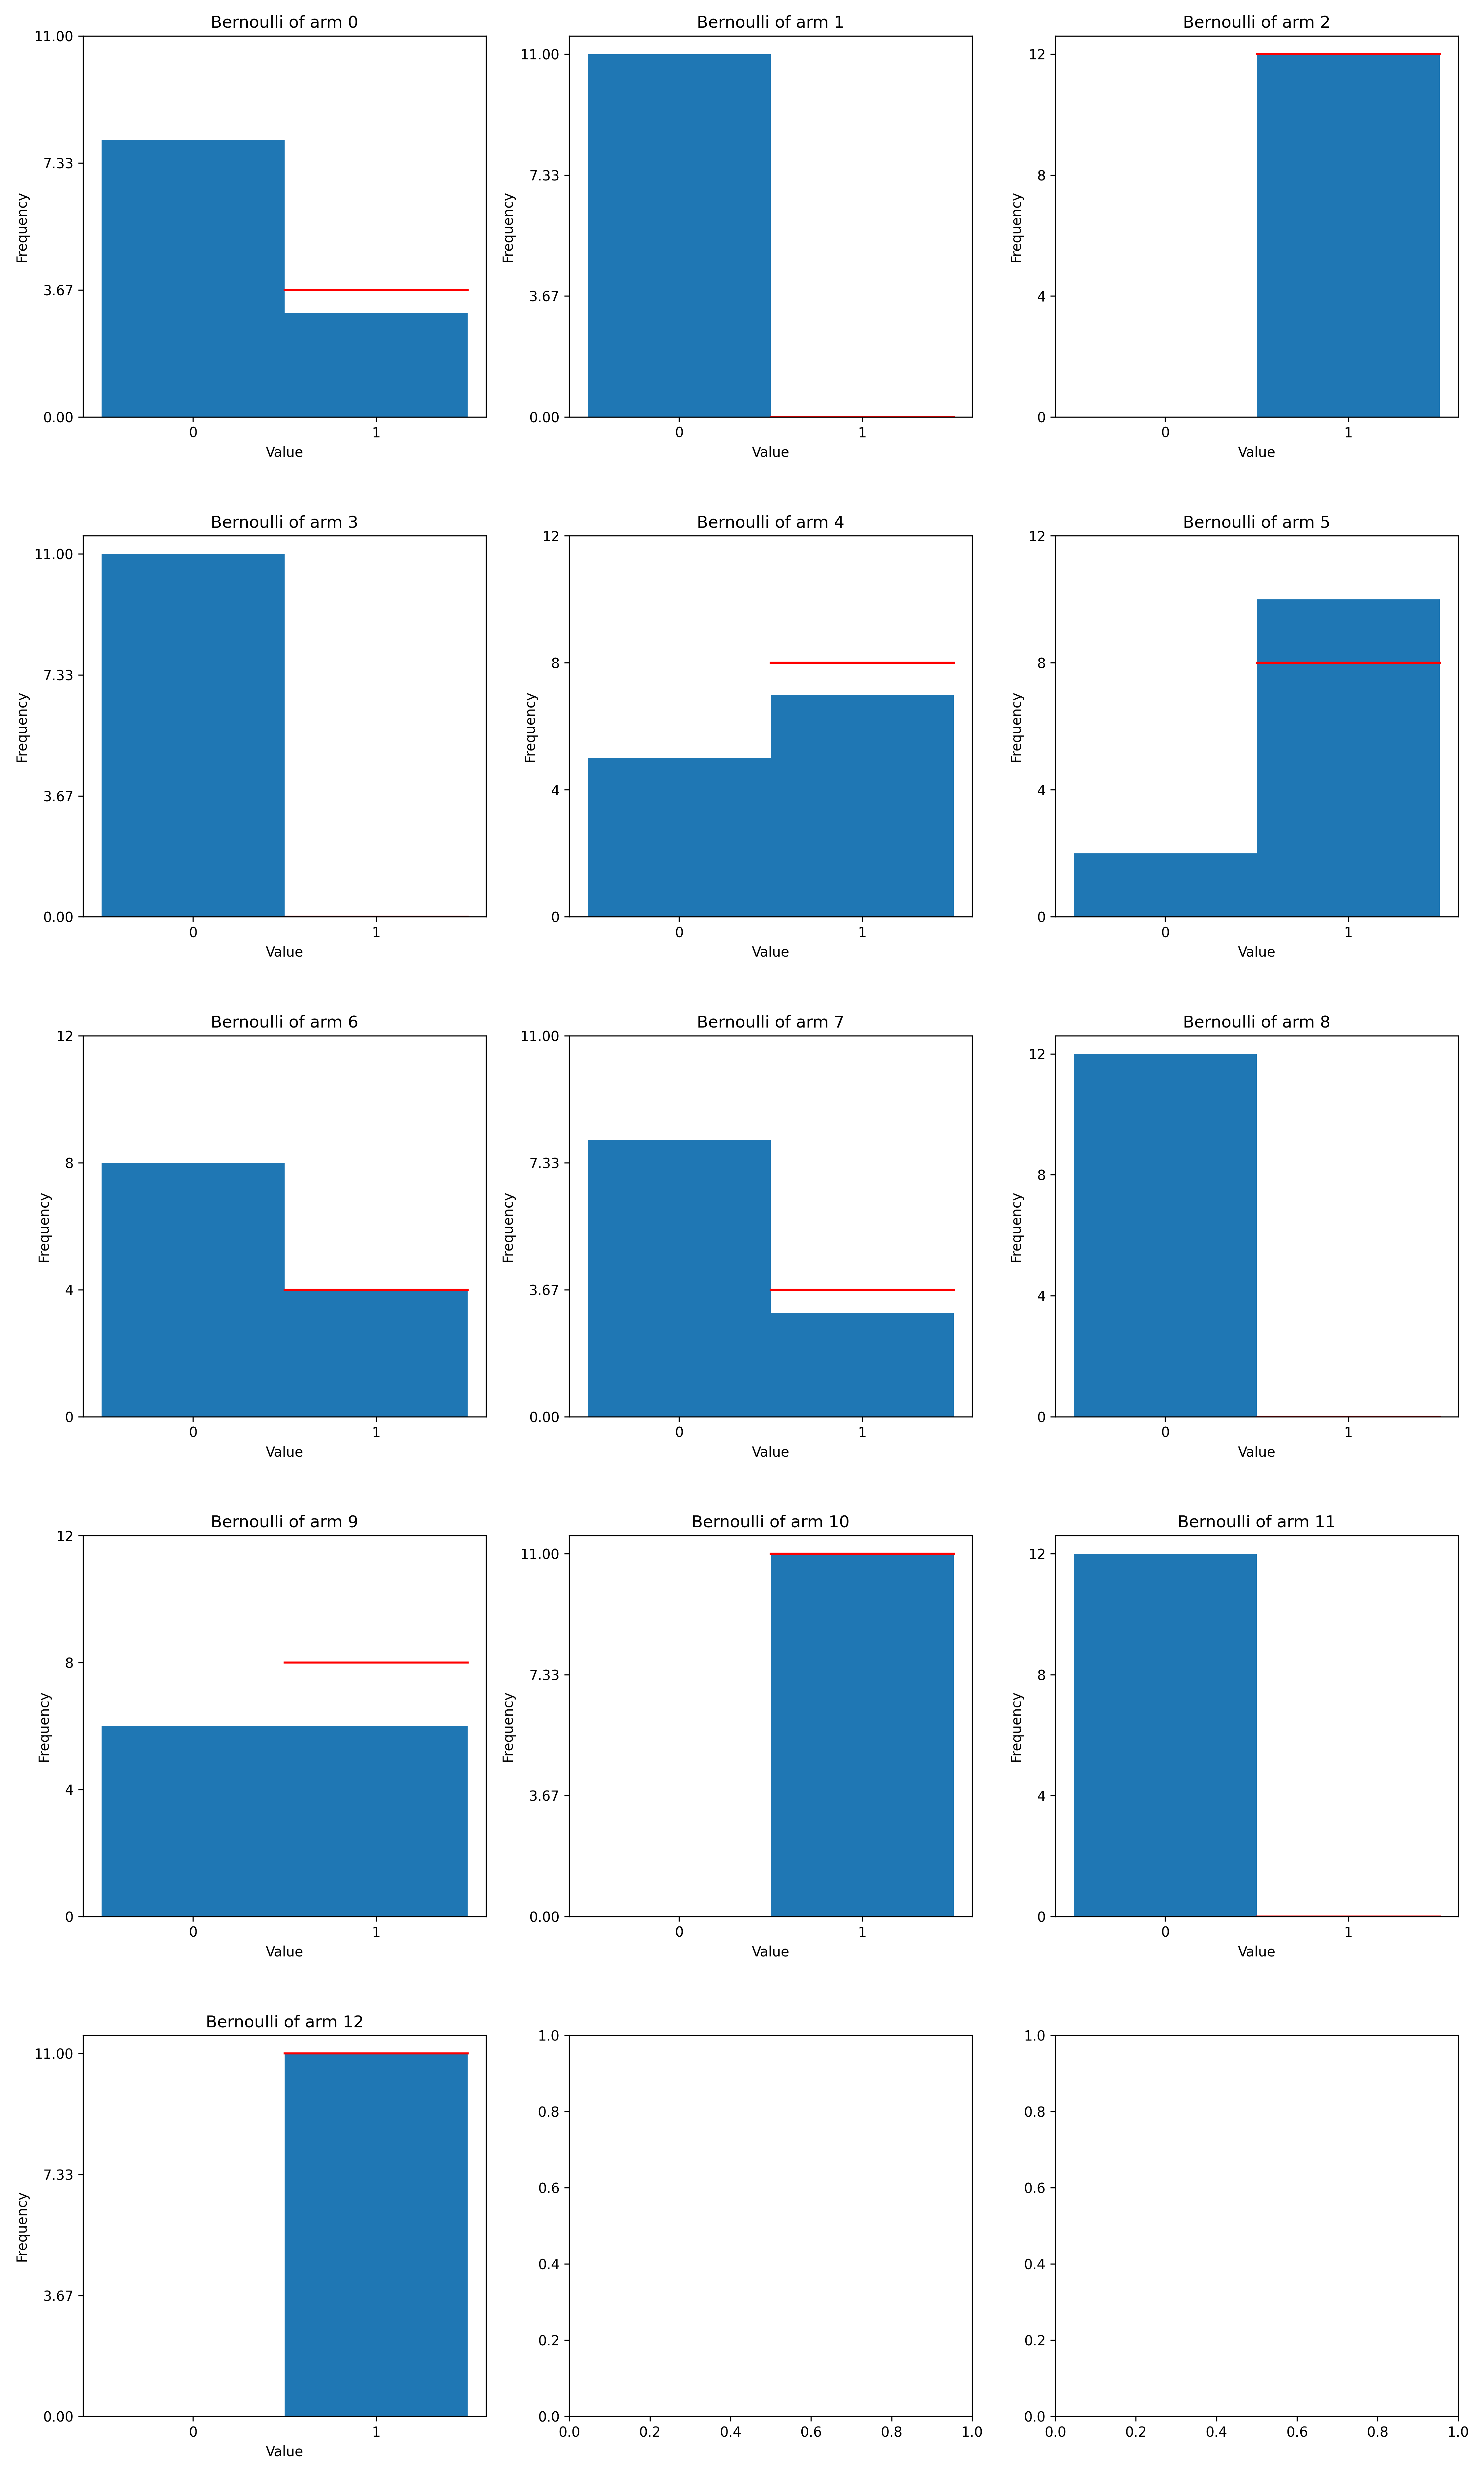 Bernoulli of arm 0
11.00
7.33
3.67
0.00
Frequency
0 1
Value
Bernoulli of arm 1
11.00
7.33
3.67
0.00
Frequency
0 1
Value
Bernoulli of arm 2
12
8
4
0
Frequency
0 1
Value
Bernoulli of arm 3
11.00
7.33
3.67
0.00
Frequency
0 1
Value
Bernoulli of arm 4
12
8
4
0
Frequency
0 1
Value
Bernoulli of arm 5
12
8
4
0
Frequency
0 1
Value
Bernoulli of arm 6
12
8
4
0
Frequency
0 1
Value
Bernoulli of arm 7
11.00
7.33
3.67
0.00
Frequency
0 1
Value
Bernoulli of arm 8
12
8
4
0
Frequency
0 1
Value
Bernoulli of arm 9
12
8
4
0
Frequency
0 1
Value
Bernoulli of arm 10
11.00
7.33
3.67
0.00
Frequency
0 1
Value
Bernoulli of arm 11
12
8
4
0
Frequency
0 1
Value
Bernoulli of arm 12
11.00
7.33
3.67
0.00
Frequency
0 1
Value
1.0
0.8
0.6
0.4
0.2
0.0
0.0 0.2 0.4 0.6 0.8 1.0
1.0
0.8
0.6
0.4
0.2
0.0
0.0 0.2 0.4 0.6 0.8 1.0